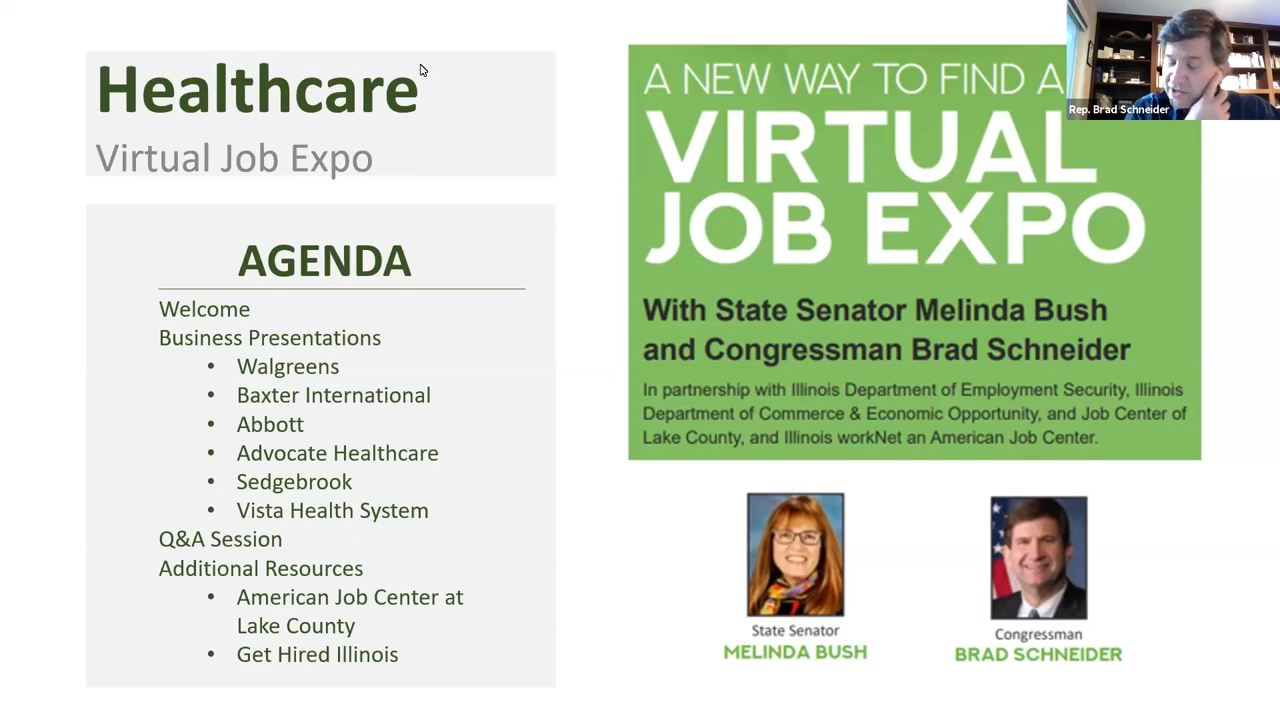 Healthcare
Virtual Job Expo
AGENDA
Welcome
Business Presentations
• Walgreens
• Baxter International
• Abbott
• Advocate Healthcare
• Sedgebrook
• Vista Health System
Q&A Session
Additional Resources
• American Job Center at
Lake County
• Get Hired Illinois
A NEW WAY TO FIND A
VIRTUAL
JOB EXPO
With State Senator Melinda Bush
and Congressman Brad Schneider
In partnership with Illinois Department of Employment Security, Illinois
Department of Commerce & Economic Opportunity, and Job Center of
Lake County, and Illinois workNet an American Job Center.
State Senator
MELINDA BUSH
Congressman
BRAD SCHNEIDER
Rep. Brad Schneider